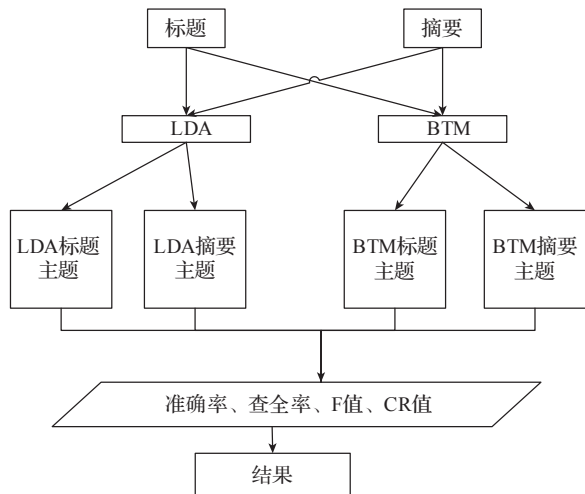 标题
摘要
LDA
BTM
LDA标题
主题
LDA摘要
主题
BTM标题
主题
BTM摘要
主题
准确率、查全率、F值、CR值
结果